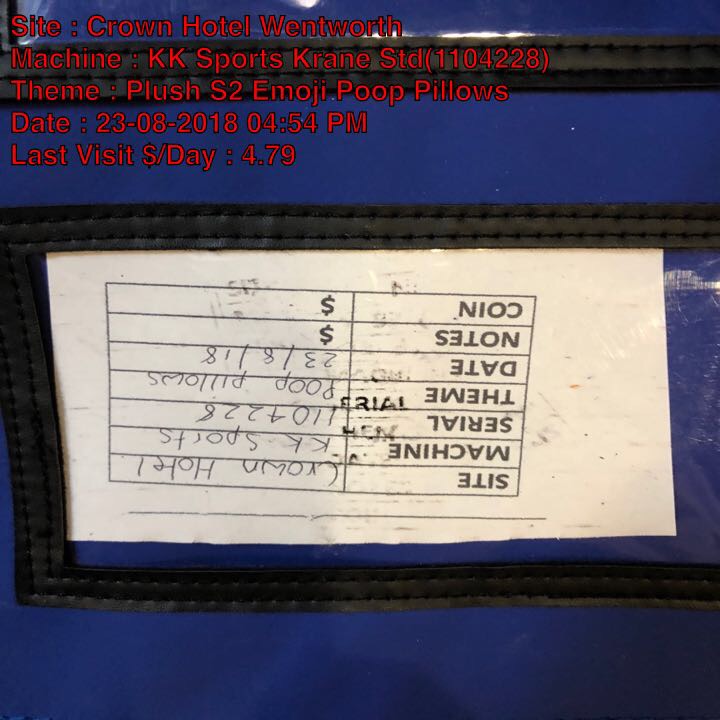 Site : Crown Hotel Wentworth
Machine : KK Sports Krane Std(1104228)
Theme : Plush S2 Emoji Poop Pillows
Date : 23-08-2018 04:54 PM
Last Visit $/Day : 4.79
SITE Crown Hotel
MACHINE KK Sports
SERIAL 1104228
THEME Poop pillows
DATE 23/8/18
NOTES $
COIN $
ERIAL